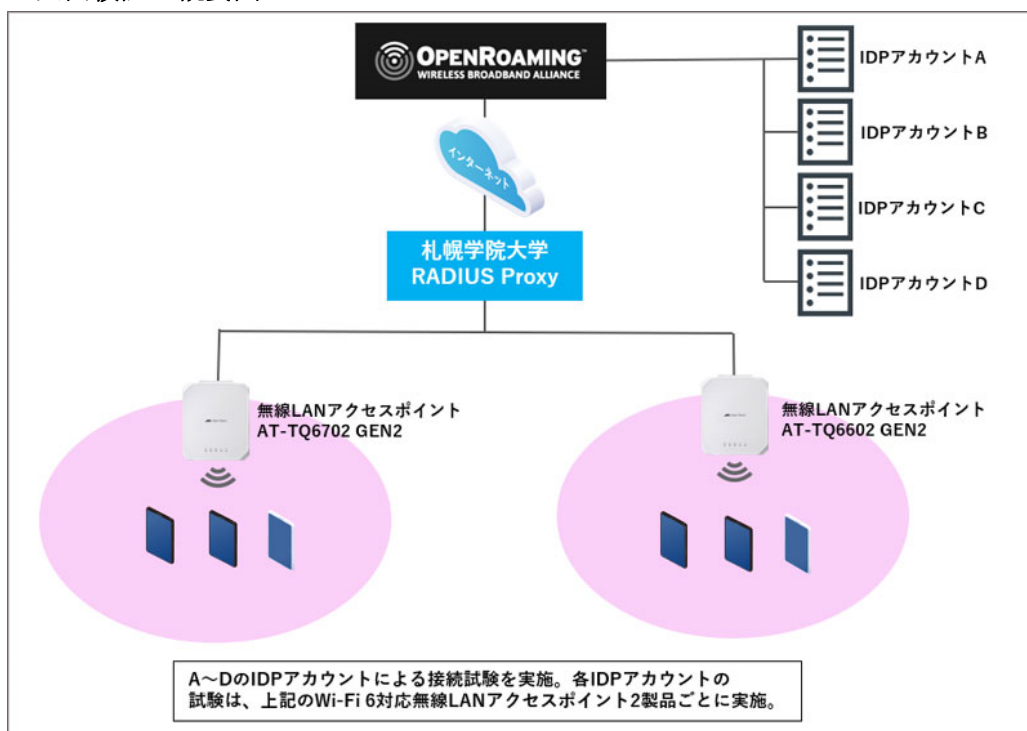 OPENROAMING™
WIRELESS BROADBAND ALLIANCE
インターネット
札幌学院大学
RADIUS Proxy
IDPアカウントA
IDPアカウントB
IDPアカウントC
IDPアカウントD
無線LANアクセスポイント
AT-TQ6702 GEN2
無線LANアクセスポイント
AT-TQ6602 GEN2
A～DのIDPアカウントによる接続試験を実施。各IDPアカウントの
試験は、上記のWi-Fi 6対応無線LANアクセスポイント2製品ごとに実施。